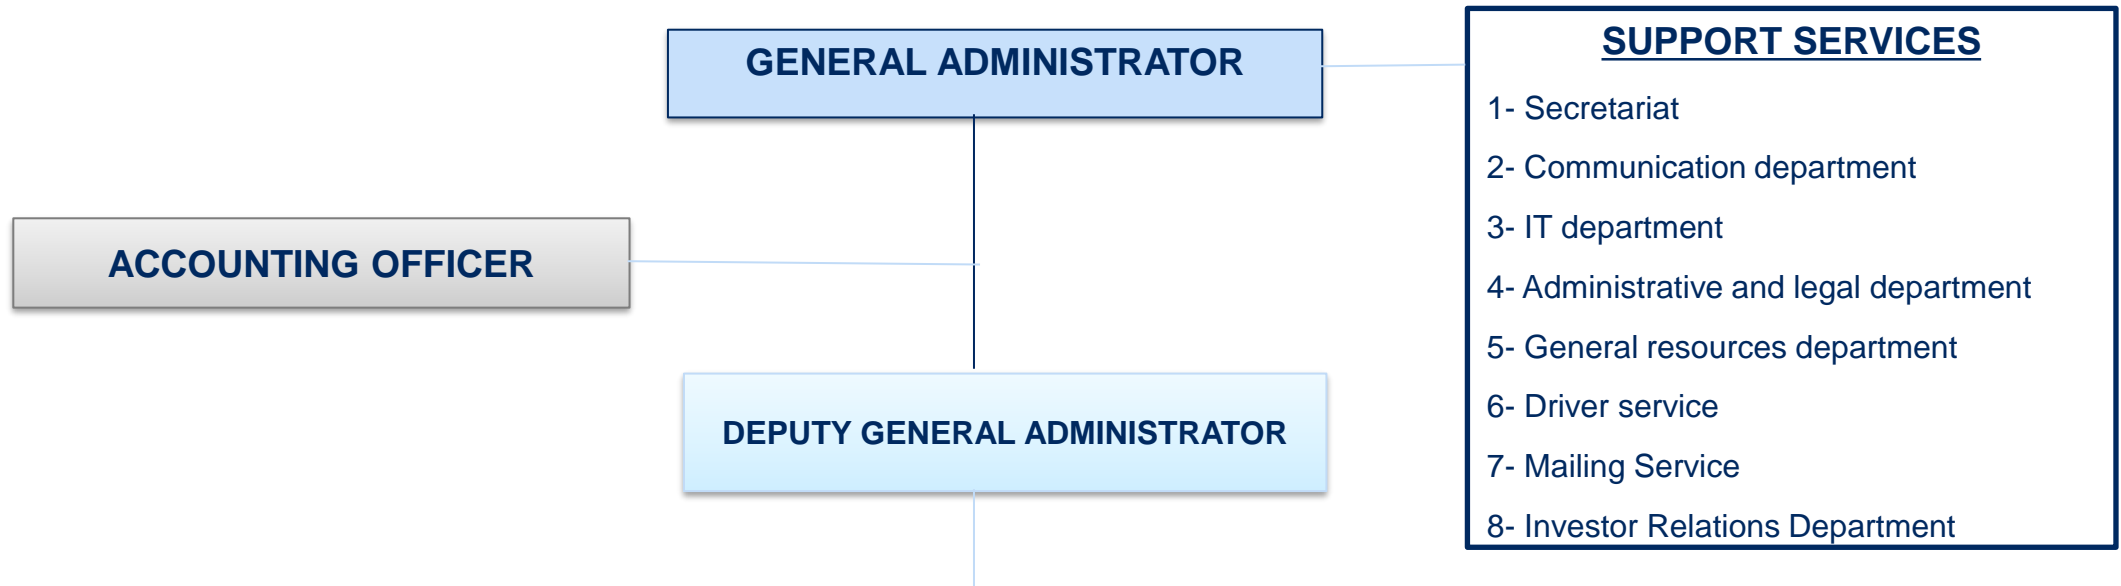 GENERAL ADMINISTRATOR
ACCOUNTING OFFICER
DEPUTY GENERAL ADMINISTRATOR
SUPPORT SERVICES
1- Secretariat
2- Communication department
3- IT department
4- Administrative and legal department
5- General resources department
6- Driver service
7- Mailing Service
8- Investor Relations Department